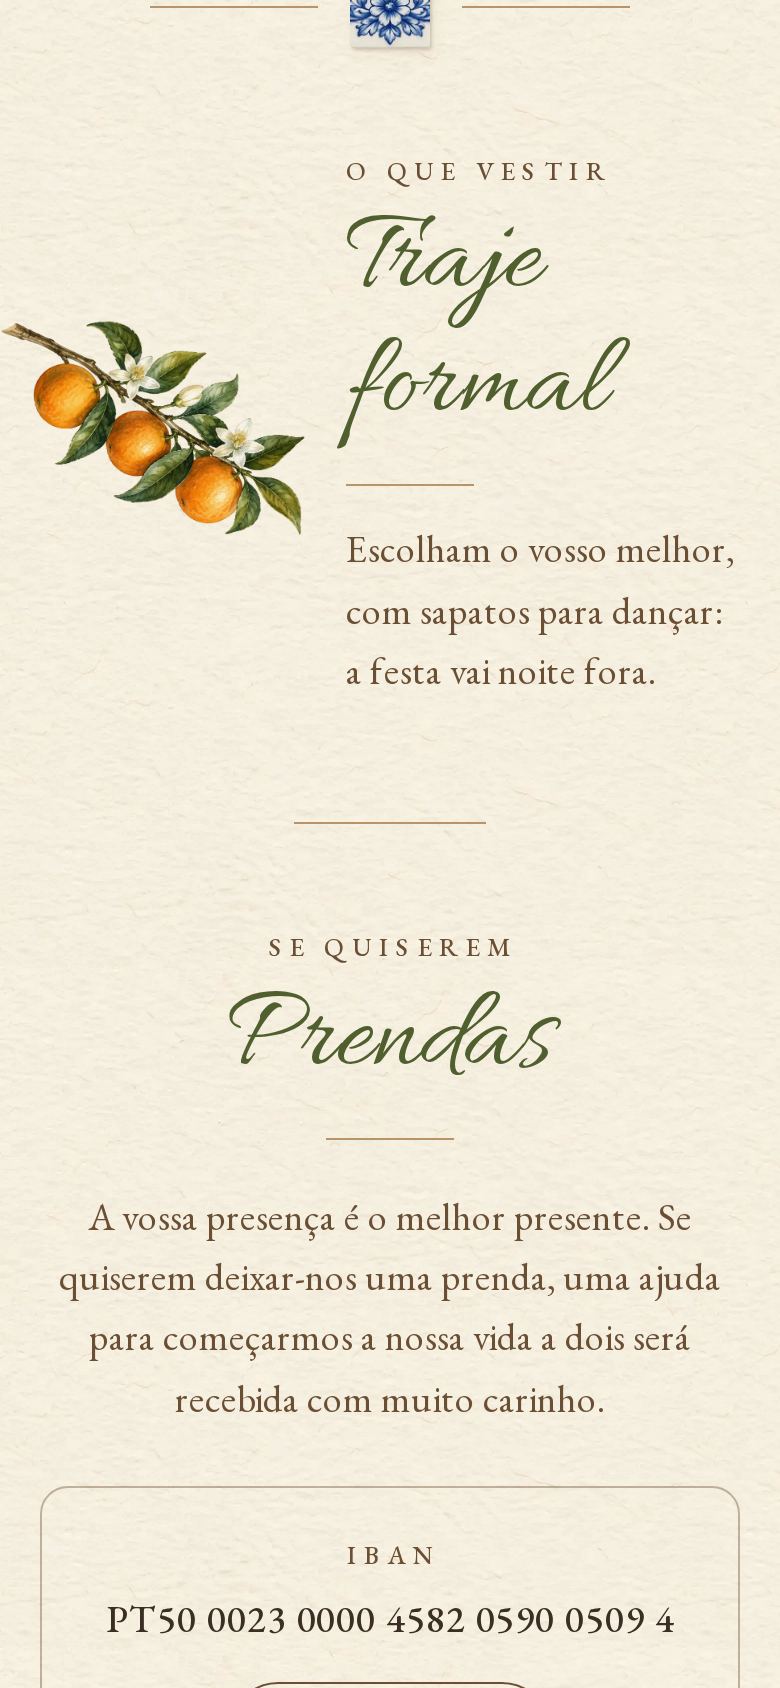 O QUE VESTIR
Traje
formal
Escolham o vosso melhor,
com sapatos para dançar:
a festa vai noite fora.
SE QUISEREM
Prendas
A vossa presença é o melhor presente. Se
quiserem deixar-nos uma prenda, uma ajuda
para começarmos a nossa vida a dois será
recebida com muito carinho.
IBAN
PT50 0023 0000 4582 0590 0509 4